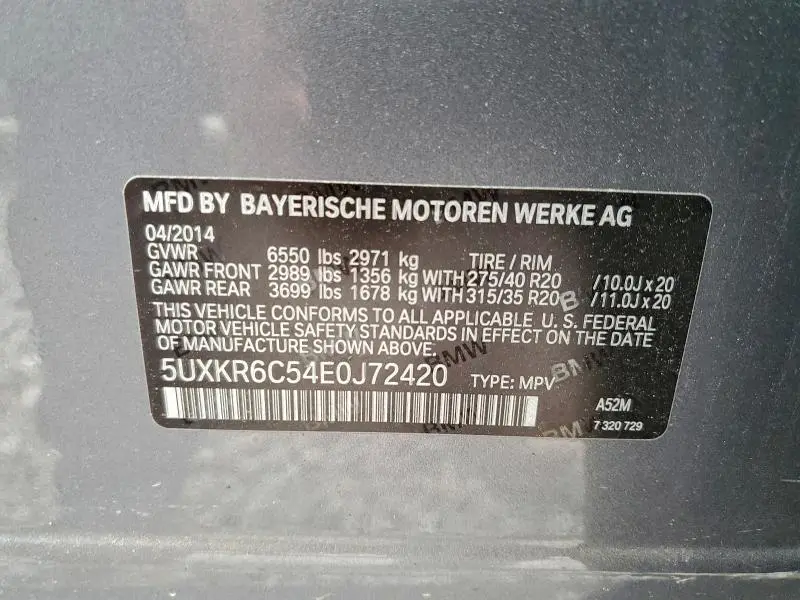 MFD BY BAYERISCHE MOTOREN WERKE AG
04/2014
GVWR 6550 lbs 2971 kg TIRE / RIM
GAWR FRONT 2989 lbs 1356 kg WITH 275/40 R20 / 10.0J x 20
GAWR REAR 3699 lbs 1678 kg WITH 315/35 R20 / 11.0J x 20
THIS VEHICLE CONFORMS TO ALL APPLICABLE U. S. FEDERAL
MOTOR VEHICLE SAFETY STANDARDS IN EFFECT ON THE DATE
OF MANUFACTURE SHOWN ABOVE.
5UXKR6C54E0J72420 TYPE: MPV
A52M
7 320 729